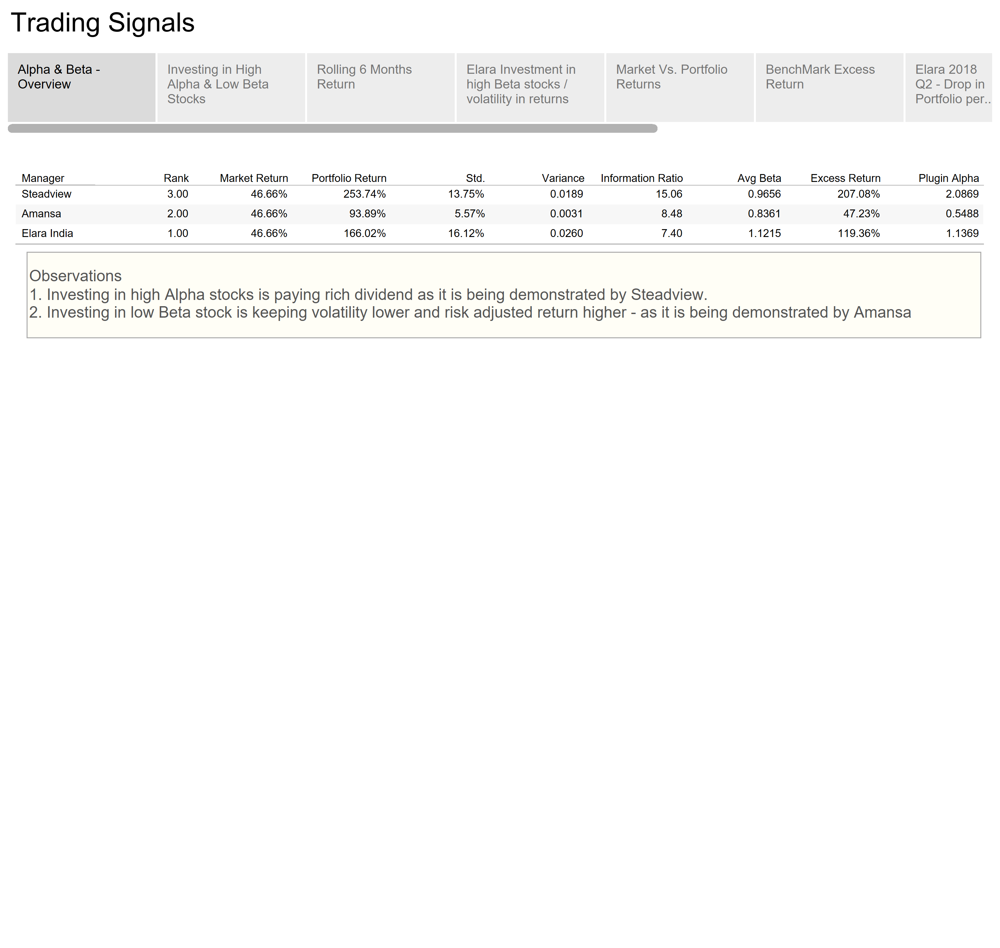 Trading Signals
Alpha & Beta -
Overview
Investing in High
Alpha & Low Beta
Stocks
Rolling 6 Months
Return
Elara Investment in
high Beta stocks /
volatility in returns
Market Vs. Portfolio
Returns
BenchMark Excess
Return
Elara 2018
Q2 - Drop in
Portfolio per..
Manager Rank Market Return Portfolio Return Std. Variance Information Ratio Avg Beta Excess Return Plugin Alpha
Steadview 3.00 46.66% 253.74% 13.75% 0.0189 15.06 0.9656 207.08% 2.0869
Amansa 2.00 46.66% 93.89% 5.57% 0.0031 8.48 0.8361 47.23% 0.5488
Elara India 1.00 46.66% 166.02% 16.12% 0.0260 7.40 1.1215 119.36% 1.1369
Observations
1. Investing in high Alpha stocks is paying rich dividend as it is being demonstrated by Steadview.
2. Investing in low Beta stock is keeping volatility lower and risk adjusted return higher - as it is being demonstrated by Amansa